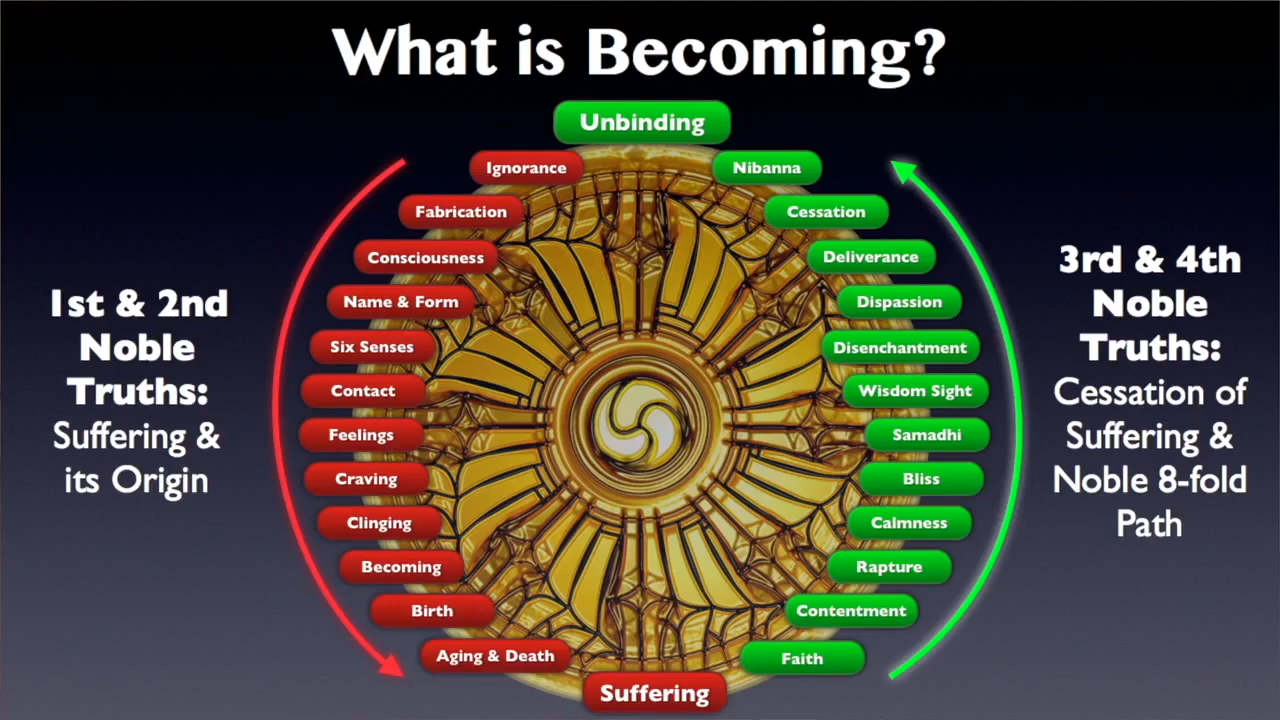 What is Becoming?
Unbinding
Ignorance
Fabrication
Consciousness
Name & Form
Six Senses
Contact
Feelings
Craving
Clinging
Becoming
Birth
Aging & Death
Suffering
Nibanna
Cessation
Deliverance
Dispassion
Disenchantment
Wisdom Sight
Samadhi
Bliss
Calmness
Rapture
Contentment
Faith
1st & 2nd
Noble
Truths:
Suffering &
its Origin
3rd & 4th
Noble
Truths:
Cessation of
Suffering &
Noble 8-fold
Path